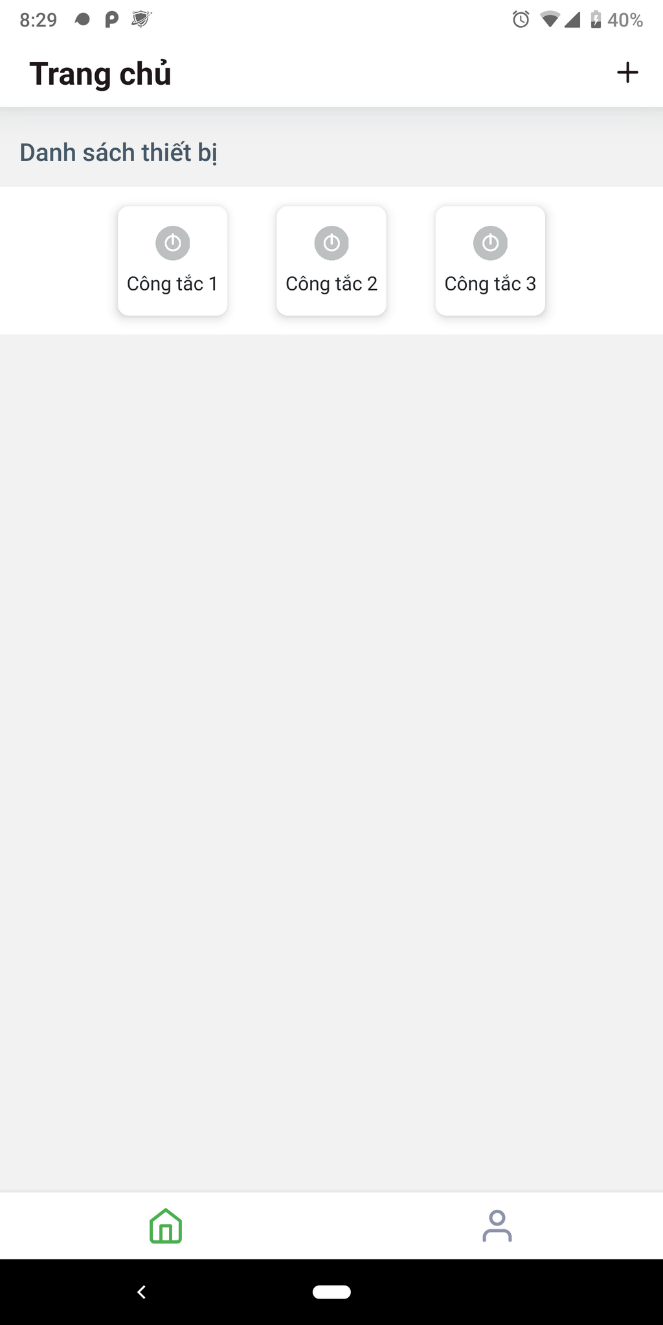 8:29 40%
Trang chủ +
Danh sách thiết bị
Công tắc 1 Công tắc 2 Công tắc 3